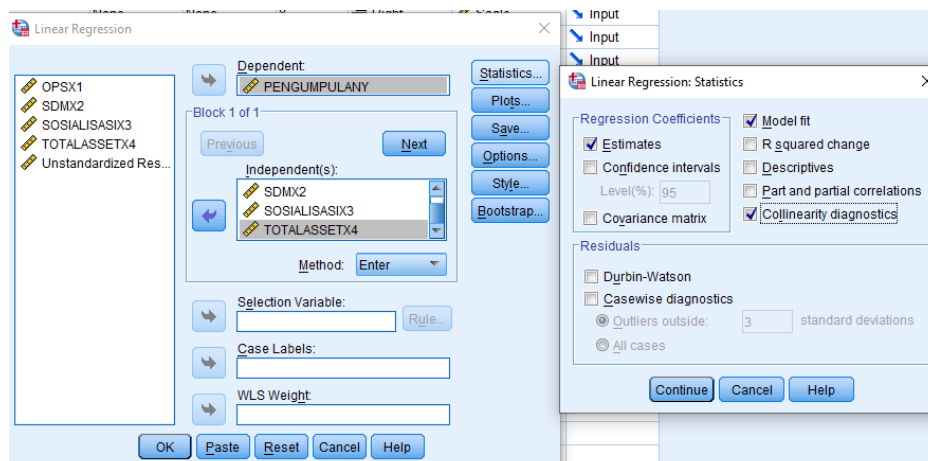 None None Right Scale Input
Input
Input
Linear Regression
OPSX1
SDMX2
SOSIALISASIX3
TOTALASSETX4
Unstandardized Res...
Dependent:
PENGUMPULANY
Block 1 of 1
Previous
Next
Independent(s):
SDMX2
SOSIALISASIX3
TOTALASSETX4
Method: Enter
Selection Variable:
Rule...
Case Labels:
WLS Weight:
Statistics...
Plots...
Save...
Options...
Style...
Bootstrap...
OK Paste Reset Cancel Help
Linear Regression: Statistics
Regression Coefficients
Estimates
Confidence intervals
Level(%): 95
Covariance matrix
Model fit
R squared change
Descriptives
Part and partial correlations
Collinearity diagnostics
Residuals
Durbin-Watson
Casewise diagnostics
Outliers outside: 3 standard deviations
All cases
Continue Cancel Help